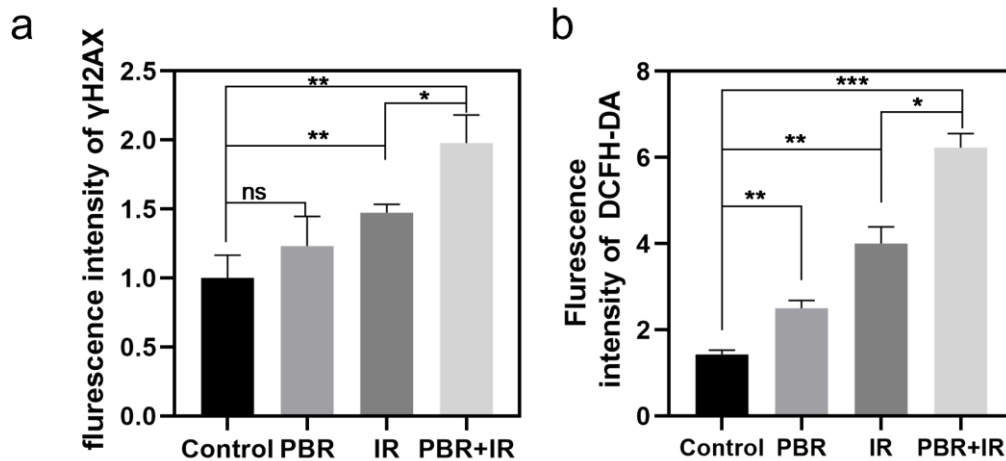 a
flurescence intensity of γH2AX
2.5
2.0
1.5
1.0
0.5
0.0
**
*
**
ns
Control PBR IR PBR+IR
b
Flurescence
intensity of DCFH-DA
8
6
4
2
0
***
*
**
**
Control PBR IR PBR+IR